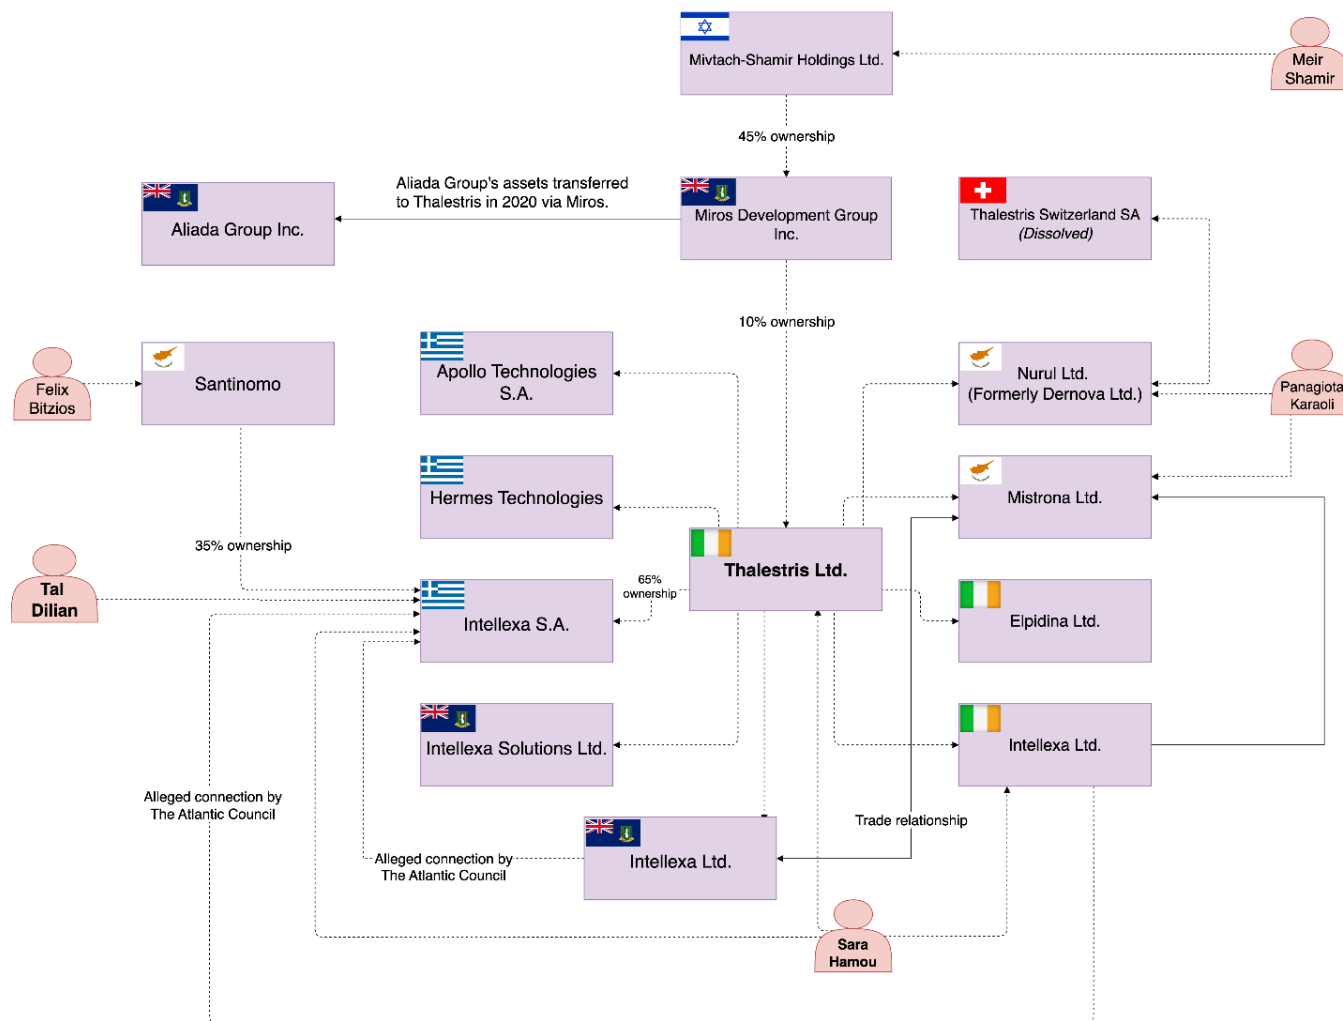 Mivtach-Shamir Holdings Ltd.
Meir
Shamir
45% ownership
Aliada Group's assets transferred
to Thalestris in 2020 via Miros.
Aliada Group Inc.
Miros Development Group
Inc.
Thalestris Switzerland SA
(Dissolved)
10% ownership
Felix
Bitzios
Santinomo
Apollo Technologies
S.A.
Nurul Ltd.
(Formerly Dernova Ltd.)
Panagiota
Karaoli
Hermes Technologies
Mistrona Ltd.
35% ownership
Thalestris Ltd.
Tal
Dilian
65%
ownership
Intellexa S.A.
Elpidina Ltd.
Intellexa Solutions Ltd.
Intellexa Ltd.
Alleged connection by
The Atlantic Council
Trade relationship
Alleged connection by
The Atlantic Council
Intellexa Ltd.
Sara
Hamou